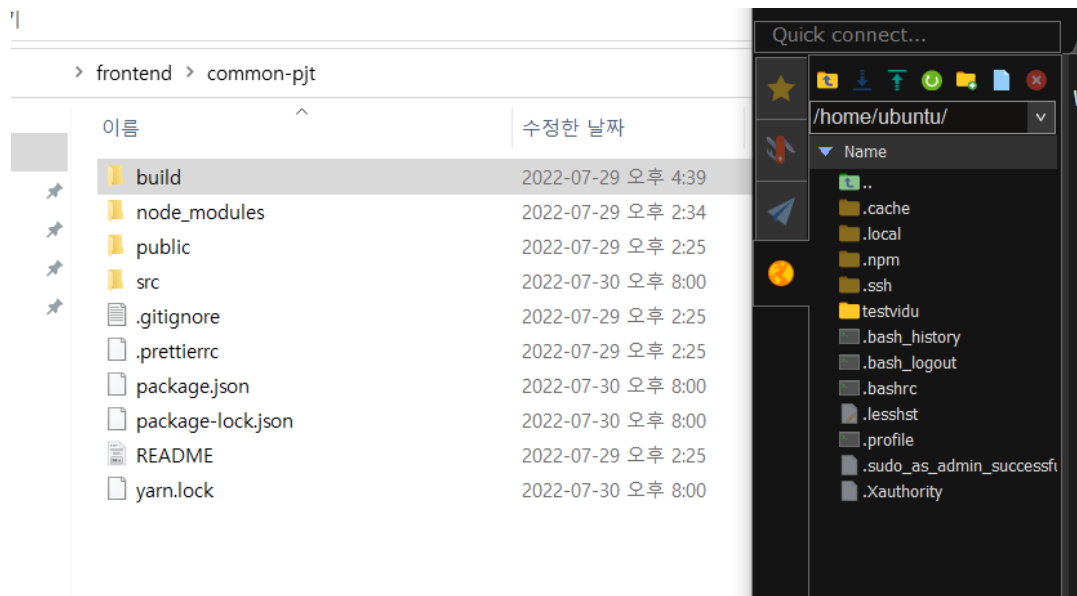 frontend > common-pjt
이름 수정한 날짜
build 2022-07-29 오후 4:39
node_modules 2022-07-29 오후 2:34
public 2022-07-29 오후 2:25
src 2022-07-30 오후 8:00
.gitignore 2022-07-29 오후 2:25
.prettierrc 2022-07-29 오후 2:25
package.json 2022-07-30 오후 8:00
package-lock.json 2022-07-30 오후 8:00
README 2022-07-29 오후 2:25
yarn.lock 2022-07-30 오후 8:00
Quick connect...
/home/ubuntu/
Name
..
.cache
.local
.npm
.ssh
testvidu
.bash_history
.bash_logout
.bashrc
.lesshst
.profile
.sudo_as_admin_successfu
.Xauthority